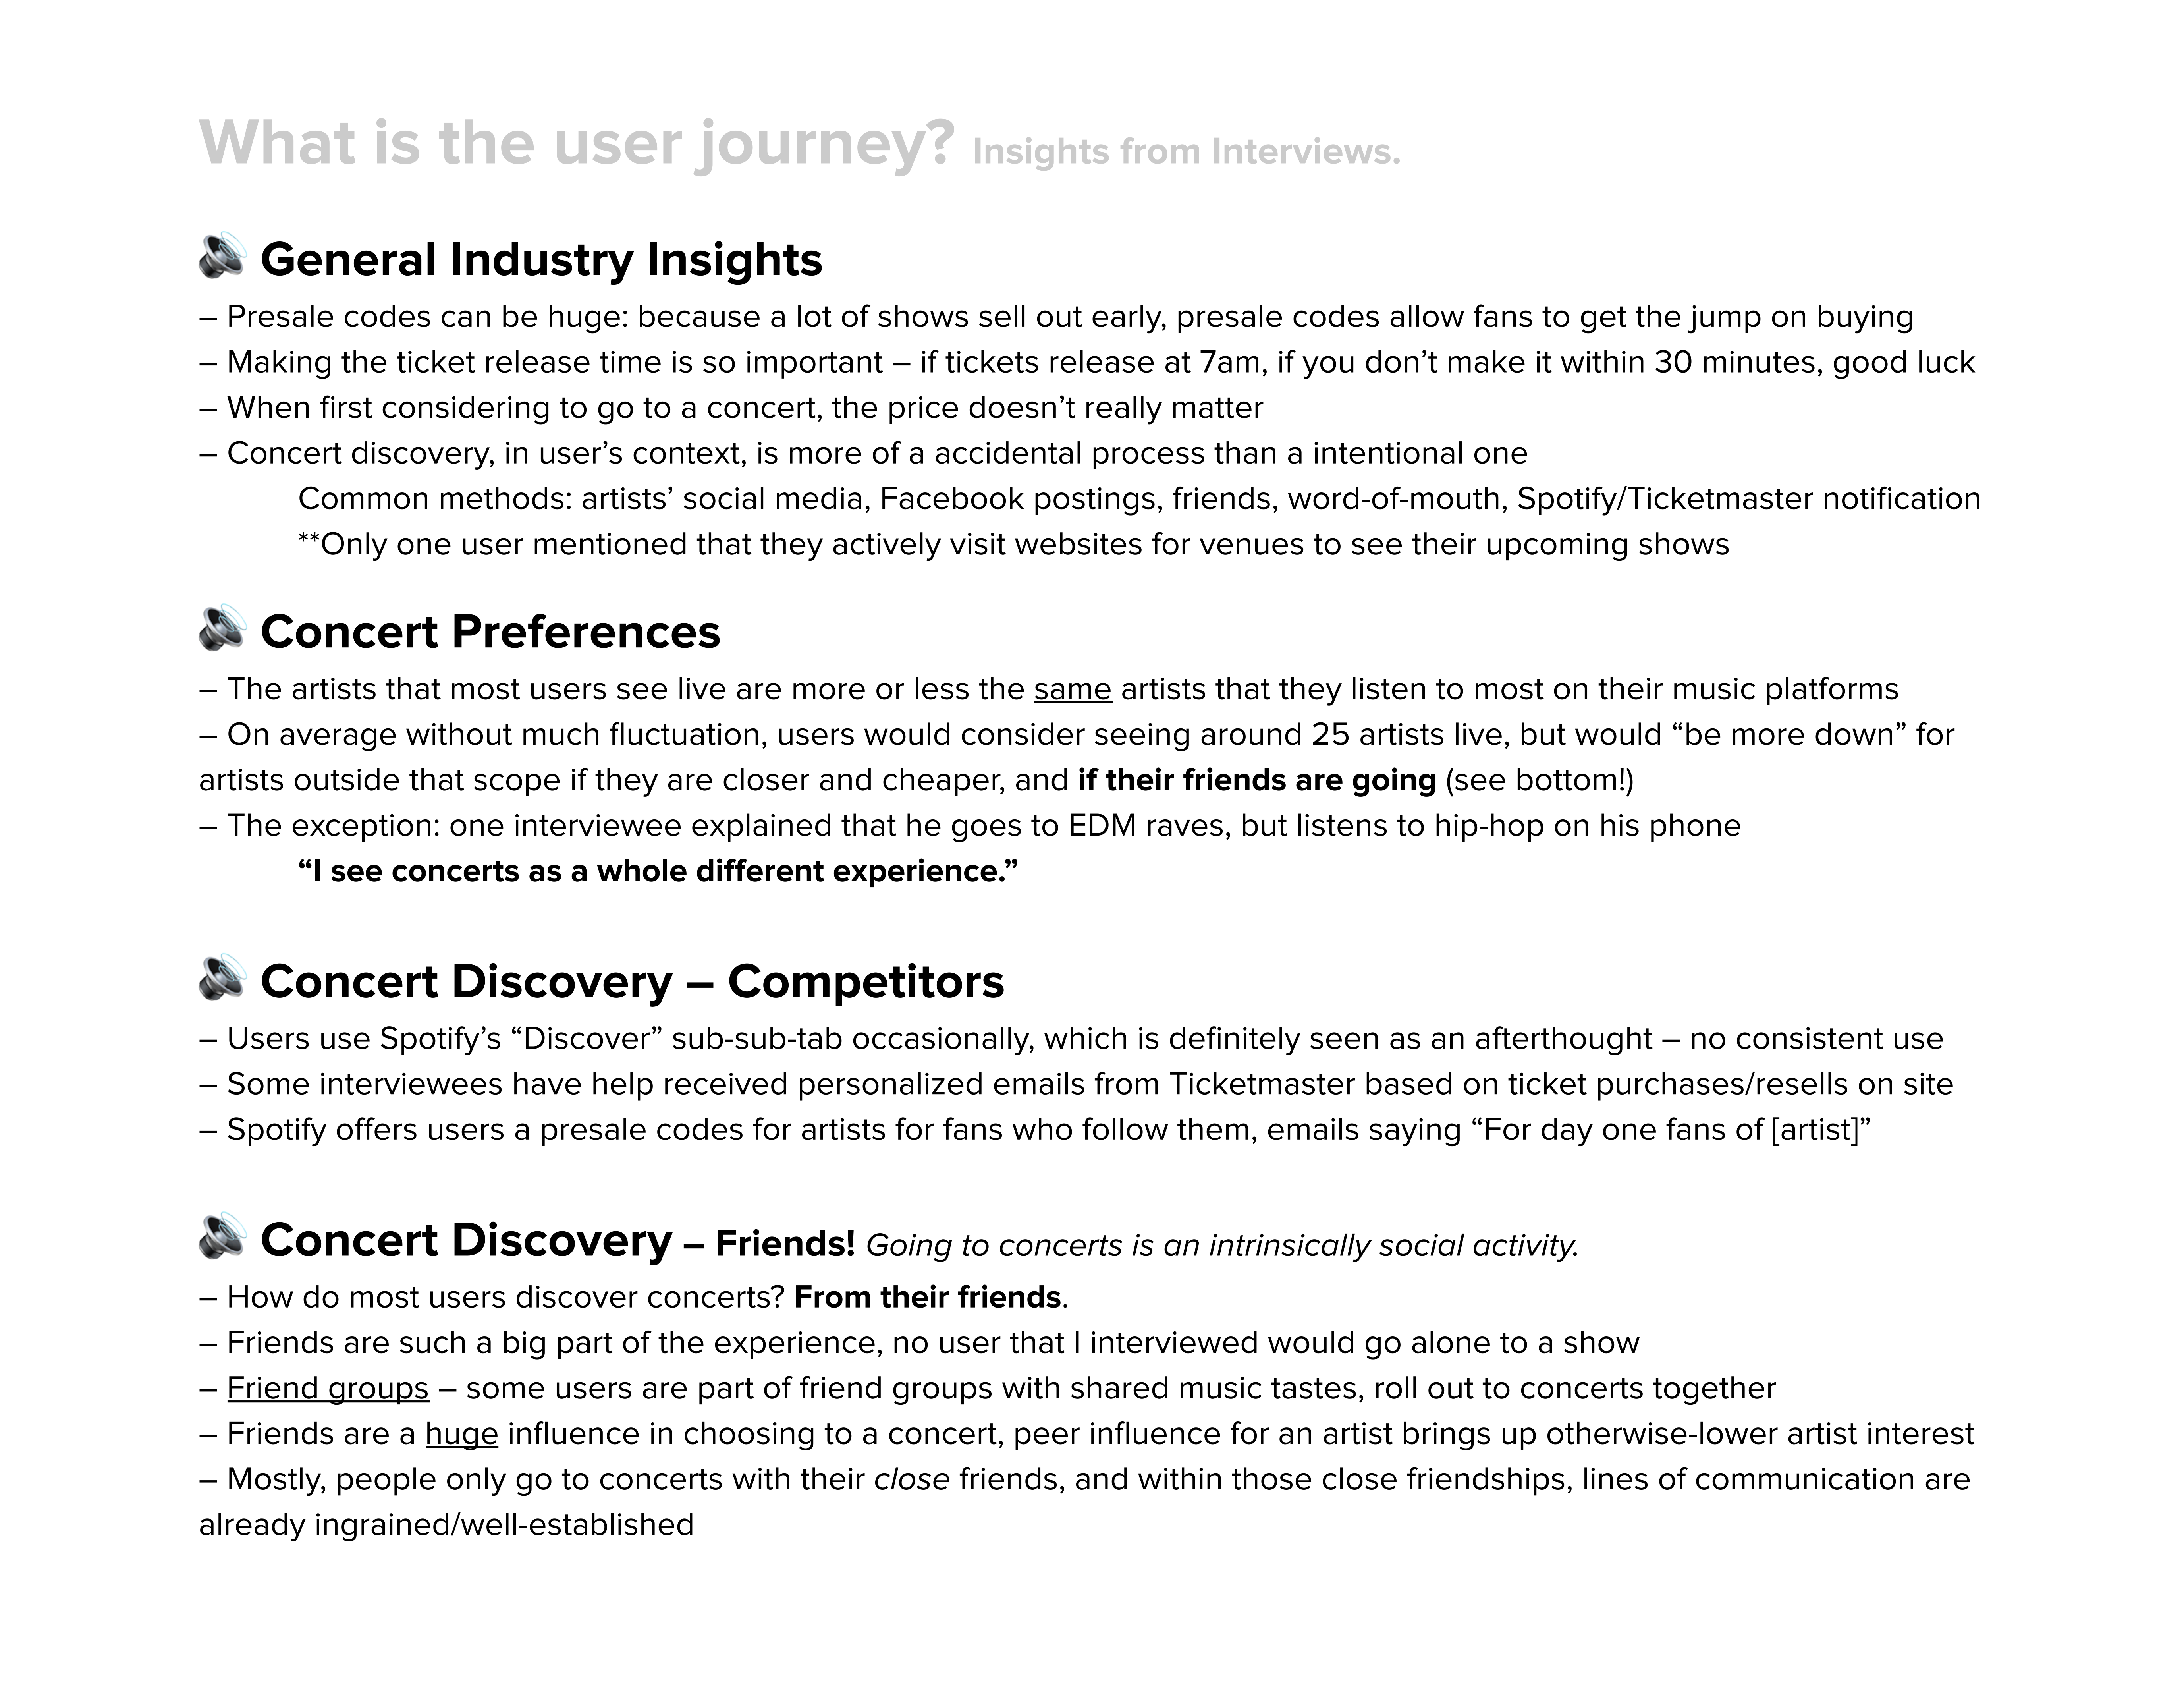 What is the user journey? Insights from Interviews.
General Industry Insights
– Presale codes can be huge: because a lot of shows sell out early, presale codes allow fans to get the jump on buying
– Making the ticket release time is so important – if tickets release at 7am, if you don’t make it within 30 minutes, good luck
– When first considering to go to a concert, the price doesn’t really matter
– Concert discovery, in user’s context, is more of a accidental process than a intentional one
Common methods: artists’ social media, Facebook postings, friends, word-of-mouth, Spotify/Ticketmaster notification
**Only one user mentioned that they actively visit websites for venues to see their upcoming shows
Concert Preferences
– The artists that most users see live are more or less the same artists that they listen to most on their music platforms
– On average without much fluctuation, users would consider seeing around 25 artists live, but would “be more down” for
artists outside that scope if they are closer and cheaper, and if their friends are going (see bottom!)
– The exception: one interviewee explained that he goes to EDM raves, but listens to hip-hop on his phone
“I see concerts as a whole different experience.”
Concert Discovery – Competitors
– Users use Spotify’s “Discover” sub-sub-tab occasionally, which is definitely seen as an afterthought – no consistent use
– Some interviewees have help received personalized emails from Ticketmaster based on ticket purchases/resells on site
– Spotify offers users a presale codes for artists for fans who follow them, emails saying “For day one fans of [artist]”
Concert Discovery – Friends! Going to concerts is an intrinsically social activity.
– How do most users discover concerts? From their friends.
– Friends are such a big part of the experience, no user that I interviewed would go alone to a show
– Friend groups – some users are part of friend groups with shared music tastes, roll out to concerts together
– Friends are a huge influence in choosing to a concert, peer influence for an artist brings up otherwise-lower artist interest
– Mostly, people only go to concerts with their close friends, and within those close friendships, lines of communication are
already ingrained/well-established